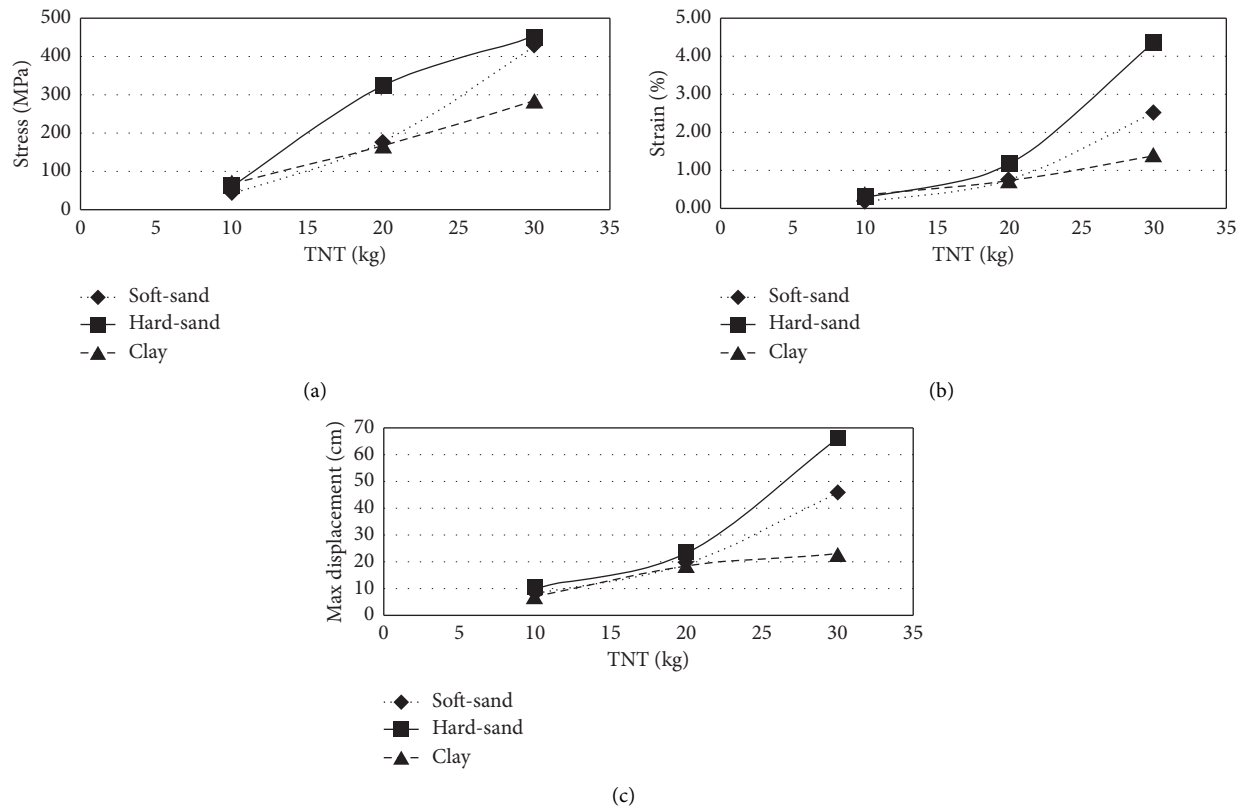 500
400
300
200
100
0
Stress (MPa)
0 5 10 15 20 25 30 35
TNT (kg)
Soft-sand
Hard-sand
Clay
(a)
5.00
4.00
3.00
2.00
1.00
0.00
Strain (%)
0 5 10 15 20 25 30 35
TNT (kg)
Soft-sand
Hard-sand
Clay
(b)
70
60
50
40
30
20
10
0
Max displacement (cm)
0 5 10 15 20 25 30 35
TNT (kg)
Soft-sand
Hard-sand
Clay
(c)